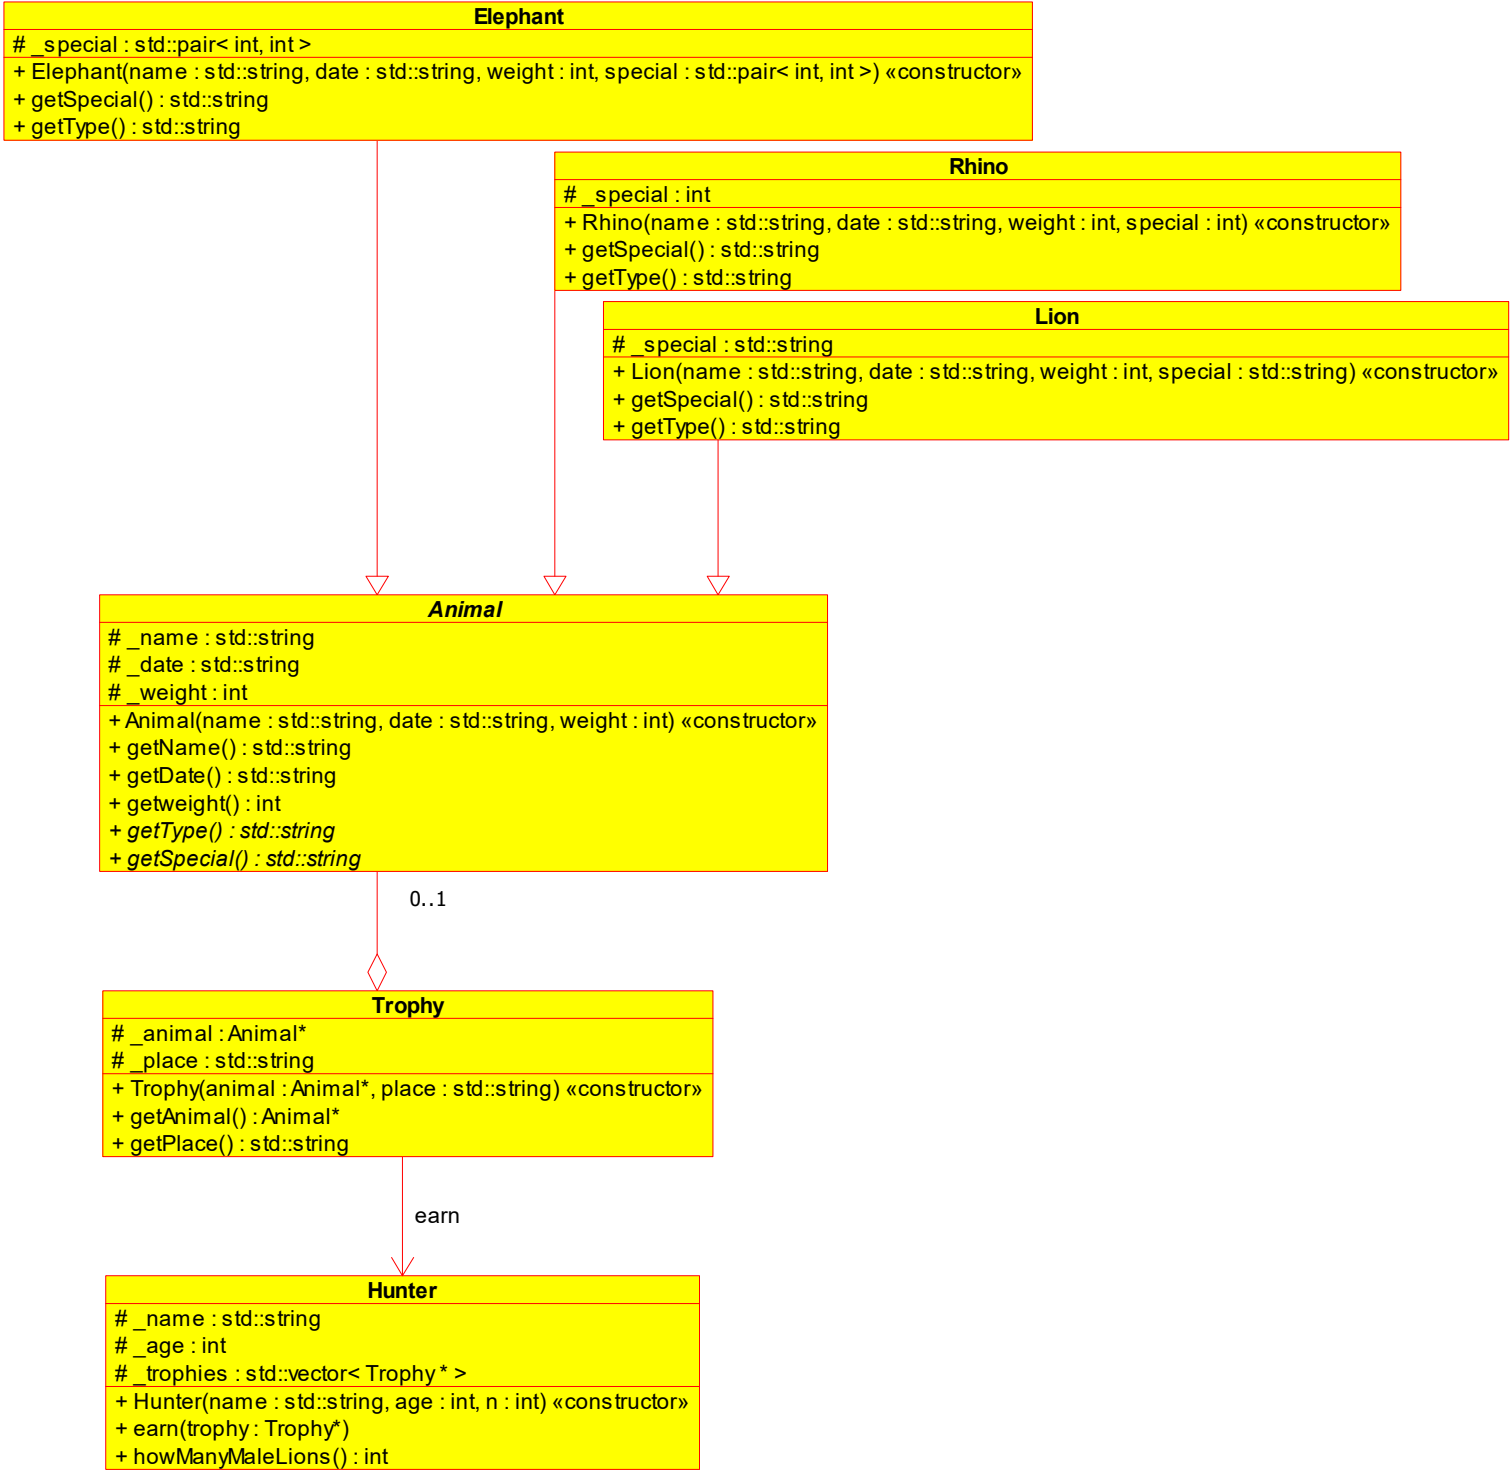 Elephant
# _special : std::pair< int, int >
+ Elephant(name : std::string, date : std::string, weight : int, special : std::pair< int, int >) «constructor»
+ getSpecial() : std::string
+ getType() : std::string
Rhino
# _special : int
+ Rhino(name : std::string, date : std::string, weight : int, special : int) «constructor»
+ getSpecial() : std::string
+ getType() : std::string
Lion
# _special : std::string
+ Lion(name : std::string, date : std::string, weight : int, special : std::string) «constructor»
+ getSpecial() : std::string
+ getType() : std::string
Animal
# _name : std::string
# _date : std::string
# _weight : int
+ Animal(name : std::string, date : std::string, weight : int) «constructor»
+ getName() : std::string
+ getDate() : std::string
+ getweight() : int
+ getType() : std::string
+ getSpecial() : std::string
0..1
Trophy
# _animal : Animal*
# _place : std::string
+ Trophy(animal : Animal*, place : std::string) «constructor»
+ getAnimal() : Animal*
+ getPlace() : std::string
earn
Hunter
# _name : std::string
# _age : int
# _trophies : std::vector< Trophy * >
+ Hunter(name : std::string, age : int, n : int) «constructor»
+ earn(trophy : Trophy*)
+ howManyMaleLions() : int